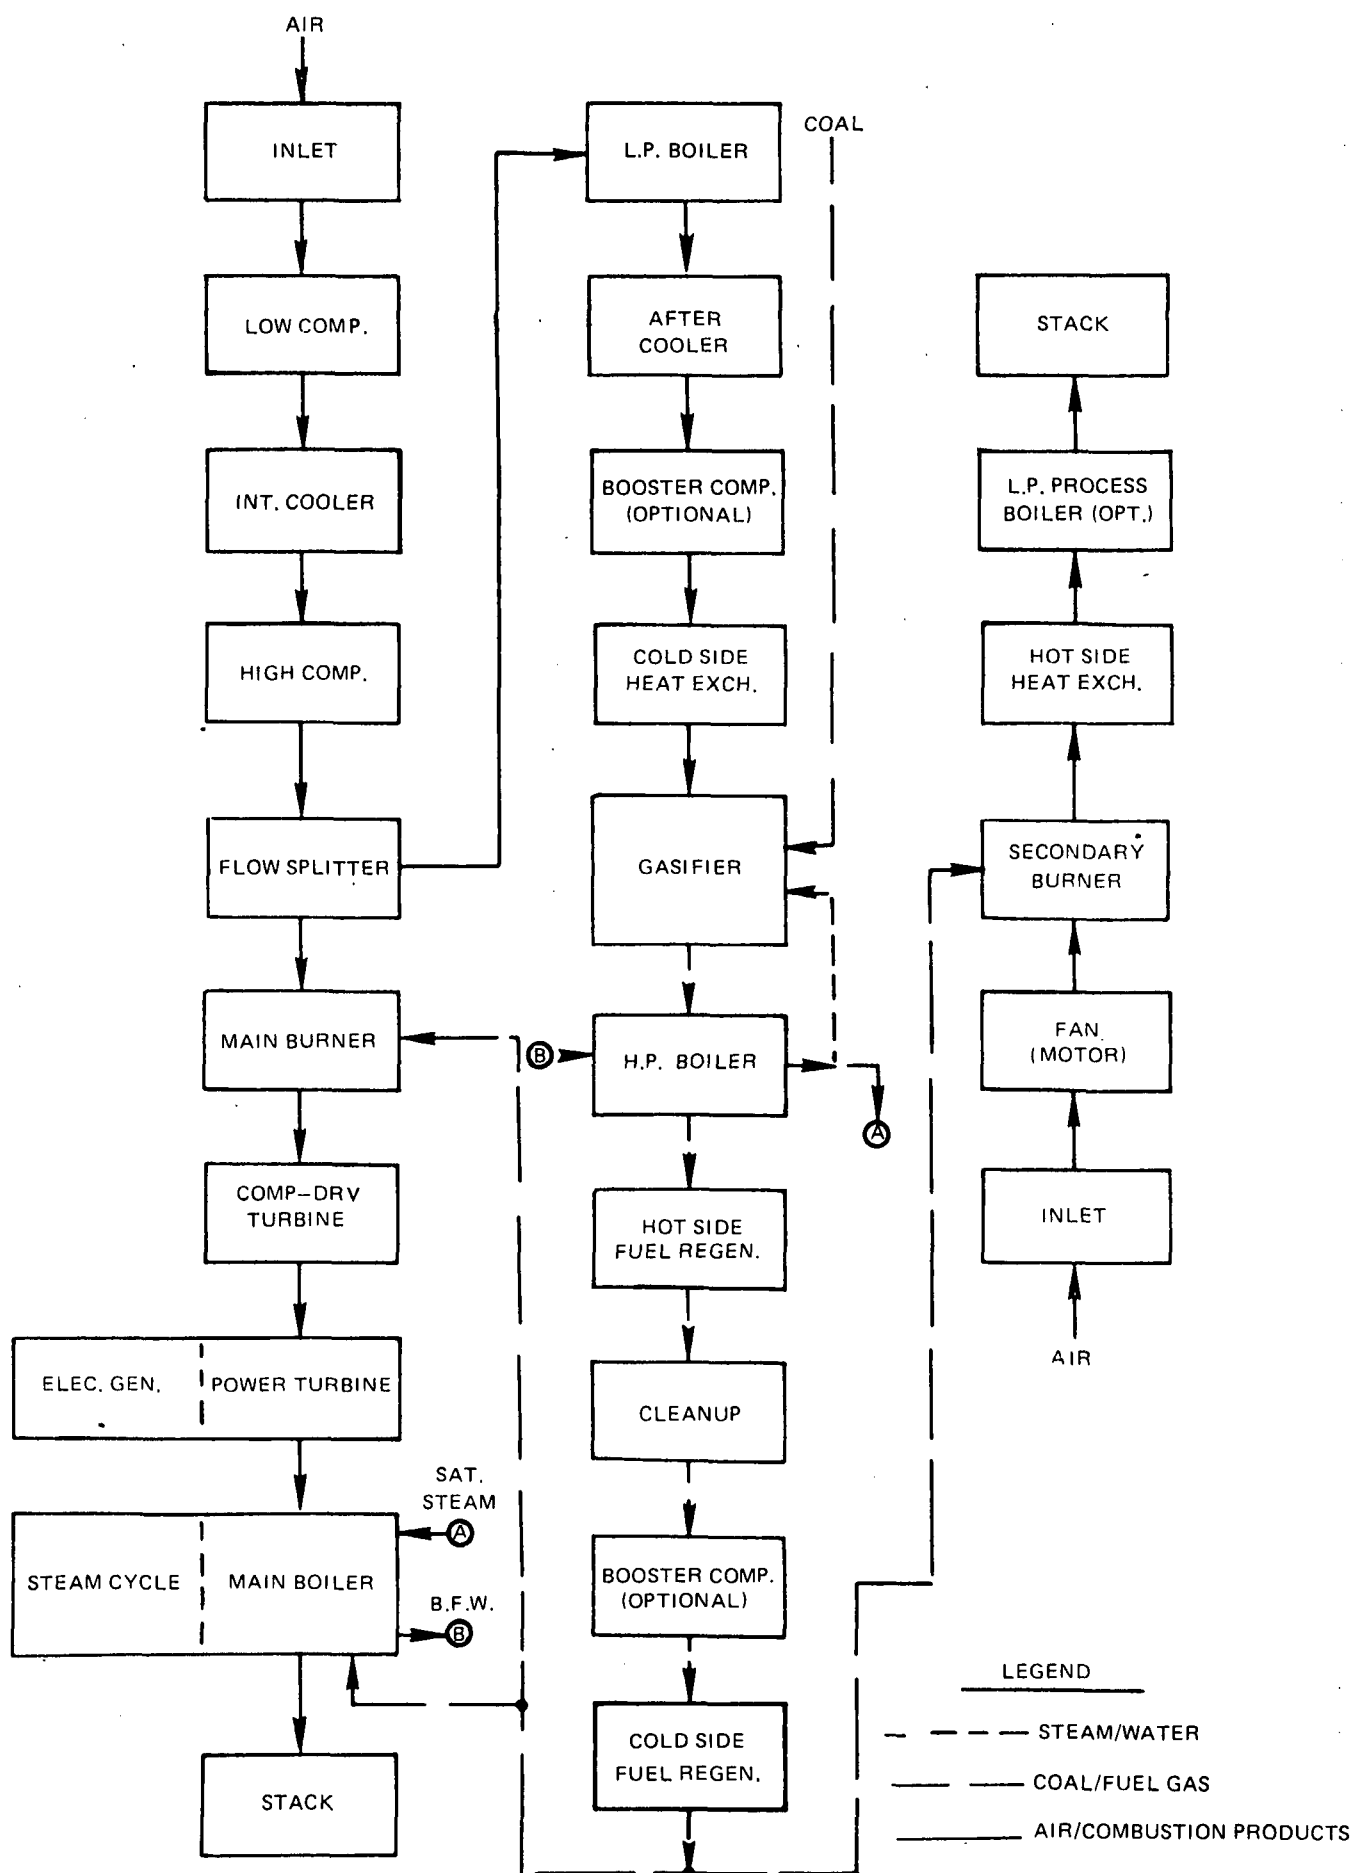 AIR
INLET
LOW COMP.
INT. COOLER
HIGH COMP.
FLOW SPLITTER
MAIN BURNER
COMP-DRV
TURBINE
ELEC. GEN.
POWER TURBINE
SAT.
STEAM
A
STEAM CYCLE
MAIN BOILER
B.F.W.
B
STACK
L.P. BOILER
AFTER
COOLER
BOOSTER COMP.
(OPTIONAL)
COLD SIDE
HEAT EXCH.
GASIFIER
B
H.P. BOILER
A
HOT SIDE
FUEL REGEN.
CLEANUP
BOOSTER COMP.
(OPTIONAL)
COLD SIDE
FUEL REGEN.
COAL
STACK
L.P. PROCESS
BOILER (OPT.)
HOT SIDE
HEAT EXCH.
SECONDARY
BURNER
FAN
(MOTOR)
INLET
AIR
LEGEND
STEAM/WATER
COAL/FUEL GAS
AIR/COMBUSTION PRODUCTS